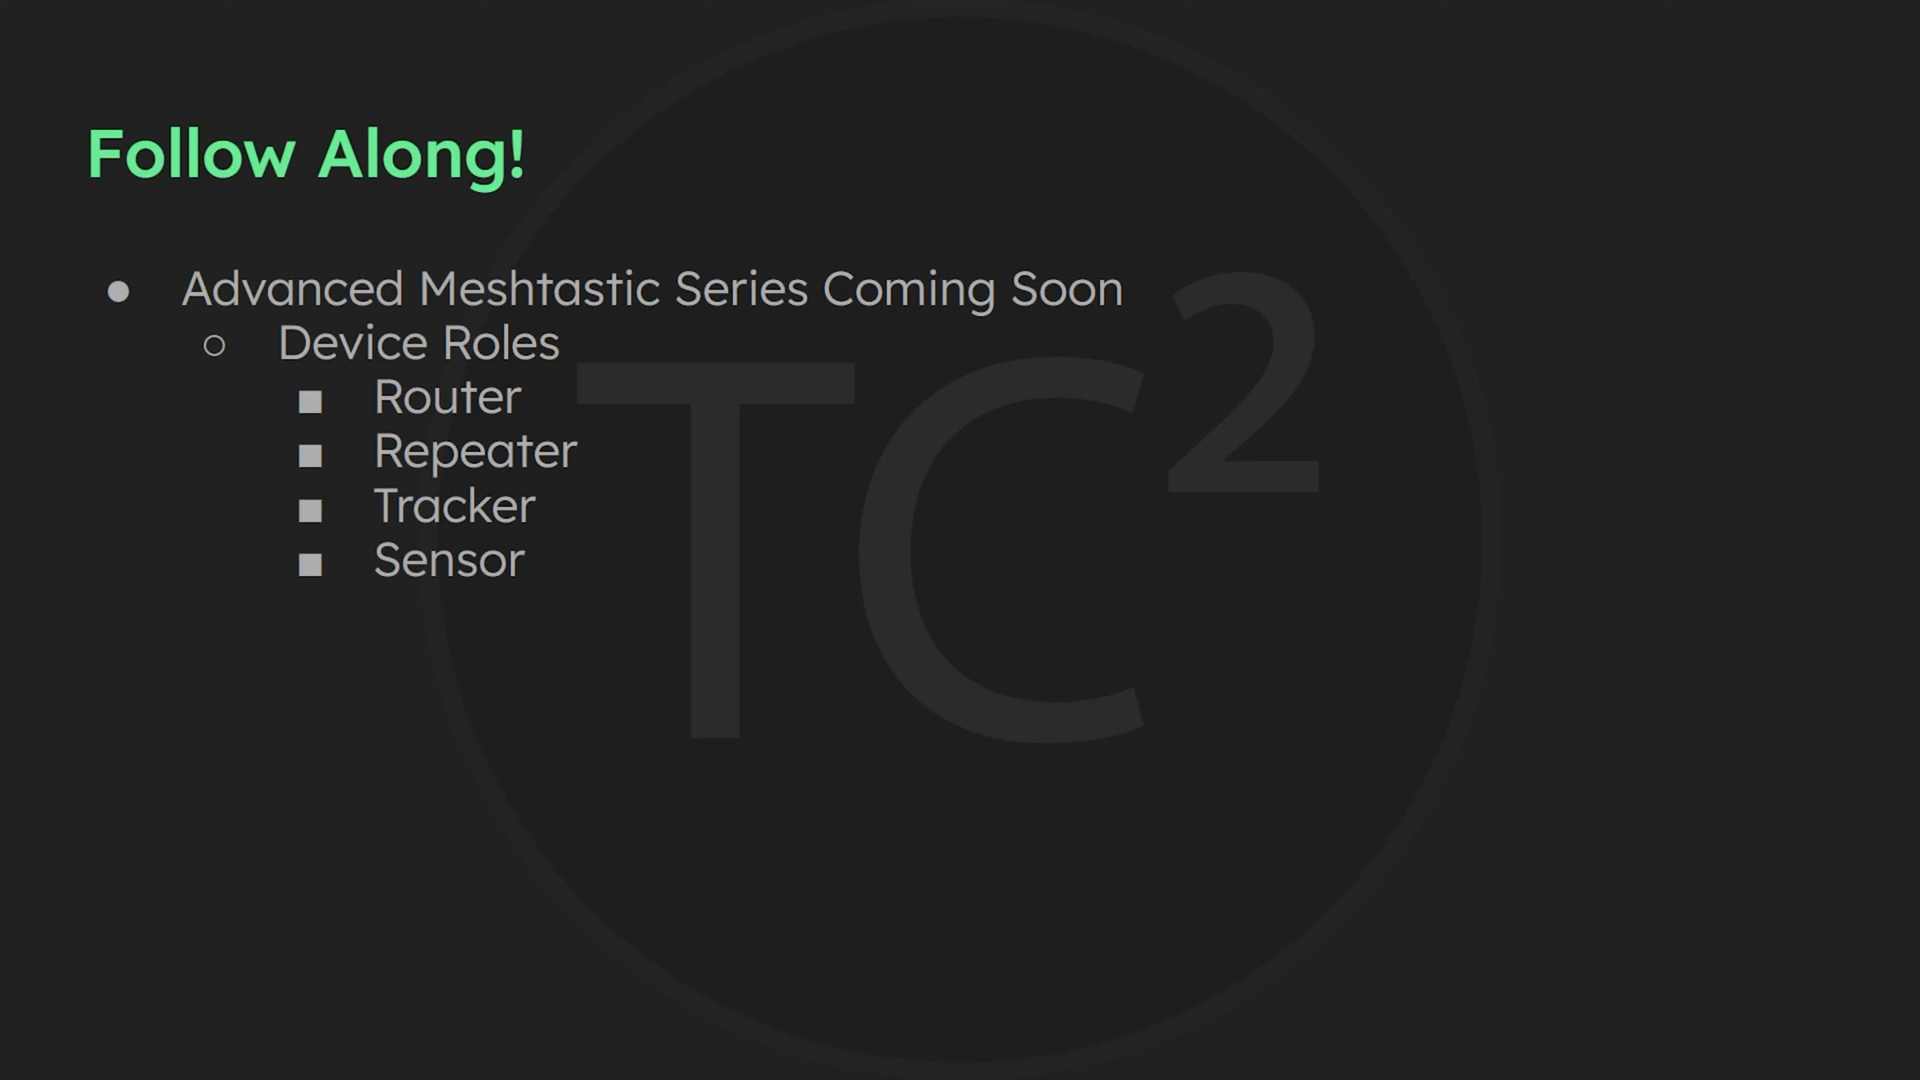 Follow Along!
● Advanced Meshtastic Series Coming Soon
○ Device Roles
■ Router
■ Repeater
■ Tracker
■ Sensor
TC²